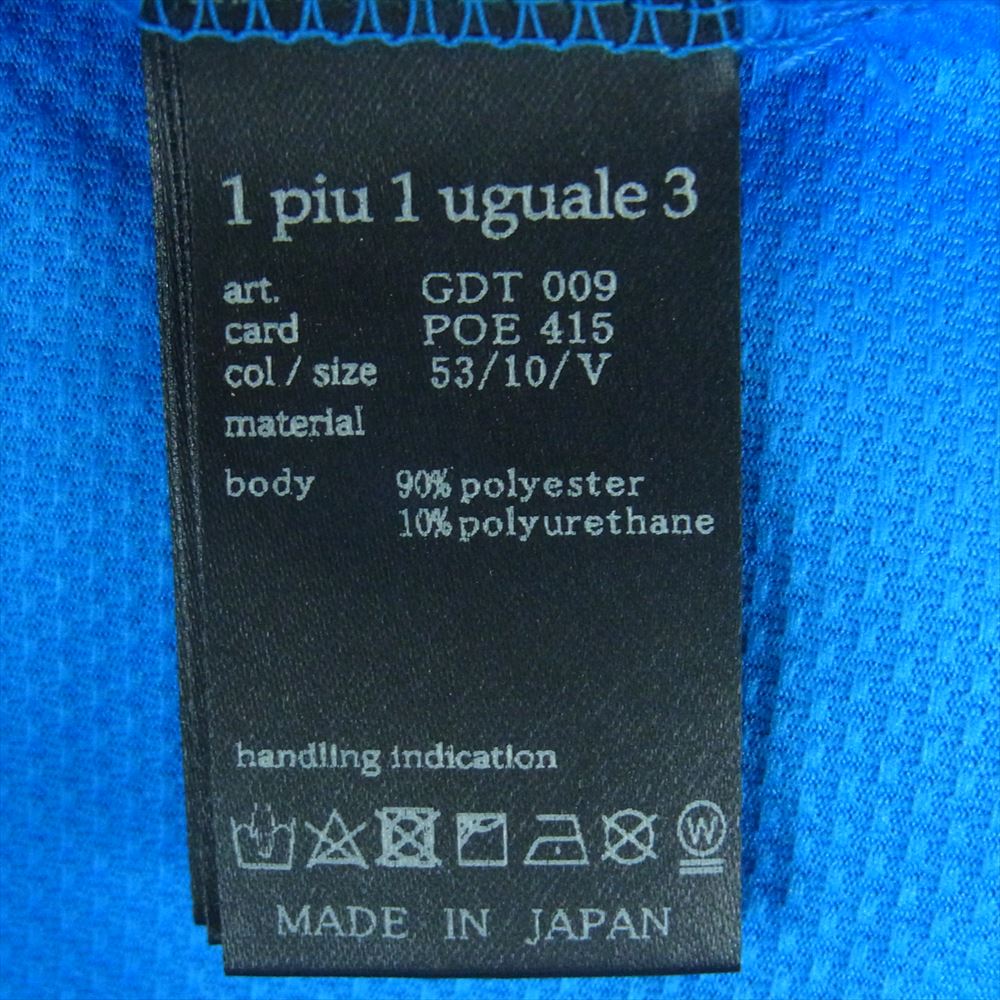 1 piu 1 uguale 3
art. GDT 009
card POE 415
col / size 53/10/V
material
body 90% polyester
10% polyurethane
handling indication
W
MADE IN JAPAN